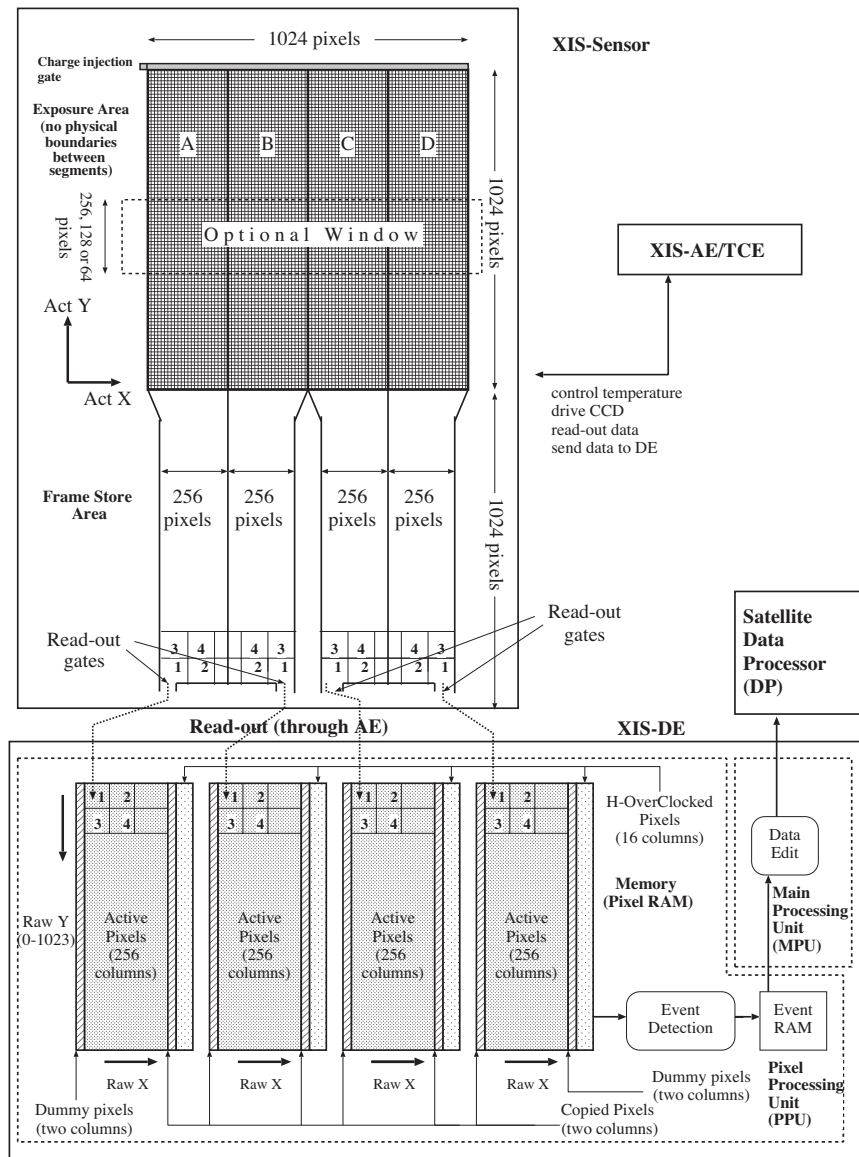 1024 pixels
XIS-Sensor
Charge injection
gate
Exposure Area
(no physical
boundaries
between
segments)
A
B
C
D
256, 128 or 64
pixels
Optional Window
1024 pixels
XIS-AE/TCE
Act Y
Act X
control temperature
drive CCD
read-out data
send data to DE
Frame Store
Area
256
pixels
256
pixels
256
pixels
256
pixels
1024 pixels
Read-out
gates
3 4 4 3
1 2 2 1
3 4 4 3
1 2 2 1
Read-out
gates
Satellite
Data
Processor
(DP)
Read-out (through AE)
XIS-DE
1 2
3 4
1 2
3 4
1 2
3 4
1 2
3 4
H-OverClocked
Pixels
(16 columns)
Data
Edit
Memory
(Pixel RAM)
Main
Processing
Unit
(MPU)
Raw Y
(0-1023)
Active
Pixels
(256
columns)
Active
Pixels
(256
columns)
Active
Pixels
(256
columns)
Active
Pixels
(256
columns)
Event
Detection
Event
RAM
Raw X
Raw X
Raw X
Raw X
Dummy pixels
(two columns)
Copied Pixels
(two columns)
Dummy pixels
(two columns)
Pixel
Processing
Unit
(PPU)